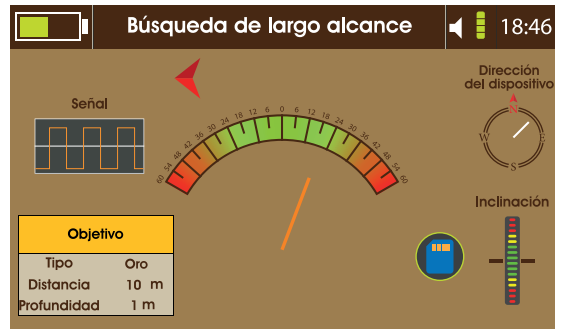 Búsqueda de largo alcance
18:46
Señal
60 54 48 42 36 30 24 18 12 6 0 6 12 18 24 30 36 42 48 54 60
Dirección
del dispositivo
N
W E
S
Inclinación
Objetivo
Tipo Oro
Distancia 10 m
Profundidad 1 m